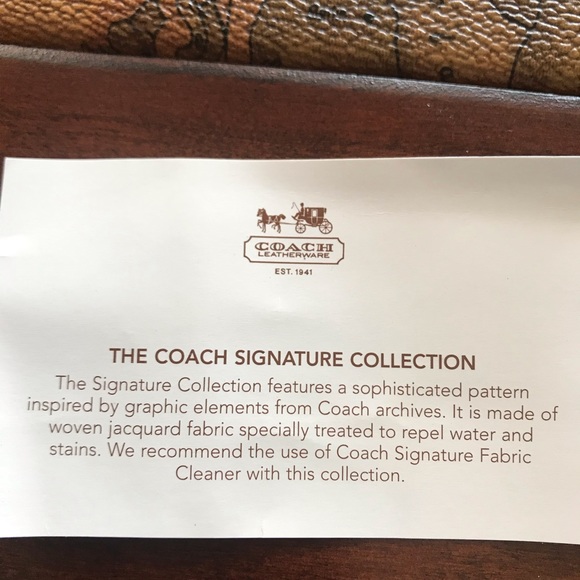 COACH
LEATHERWARE
EST. 1941
THE COACH SIGNATURE COLLECTION
The Signature Collection features a sophisticated pattern
inspired by graphic elements from Coach archives. It is made of
woven jacquard fabric specially treated to repel water and
stains. We recommend the use of Coach Signature Fabric
Cleaner with this collection.